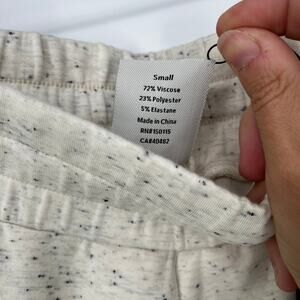 Small
72% Viscose
23% Polyester
5% Elastane
Made in China
RN#150115
CA#40482